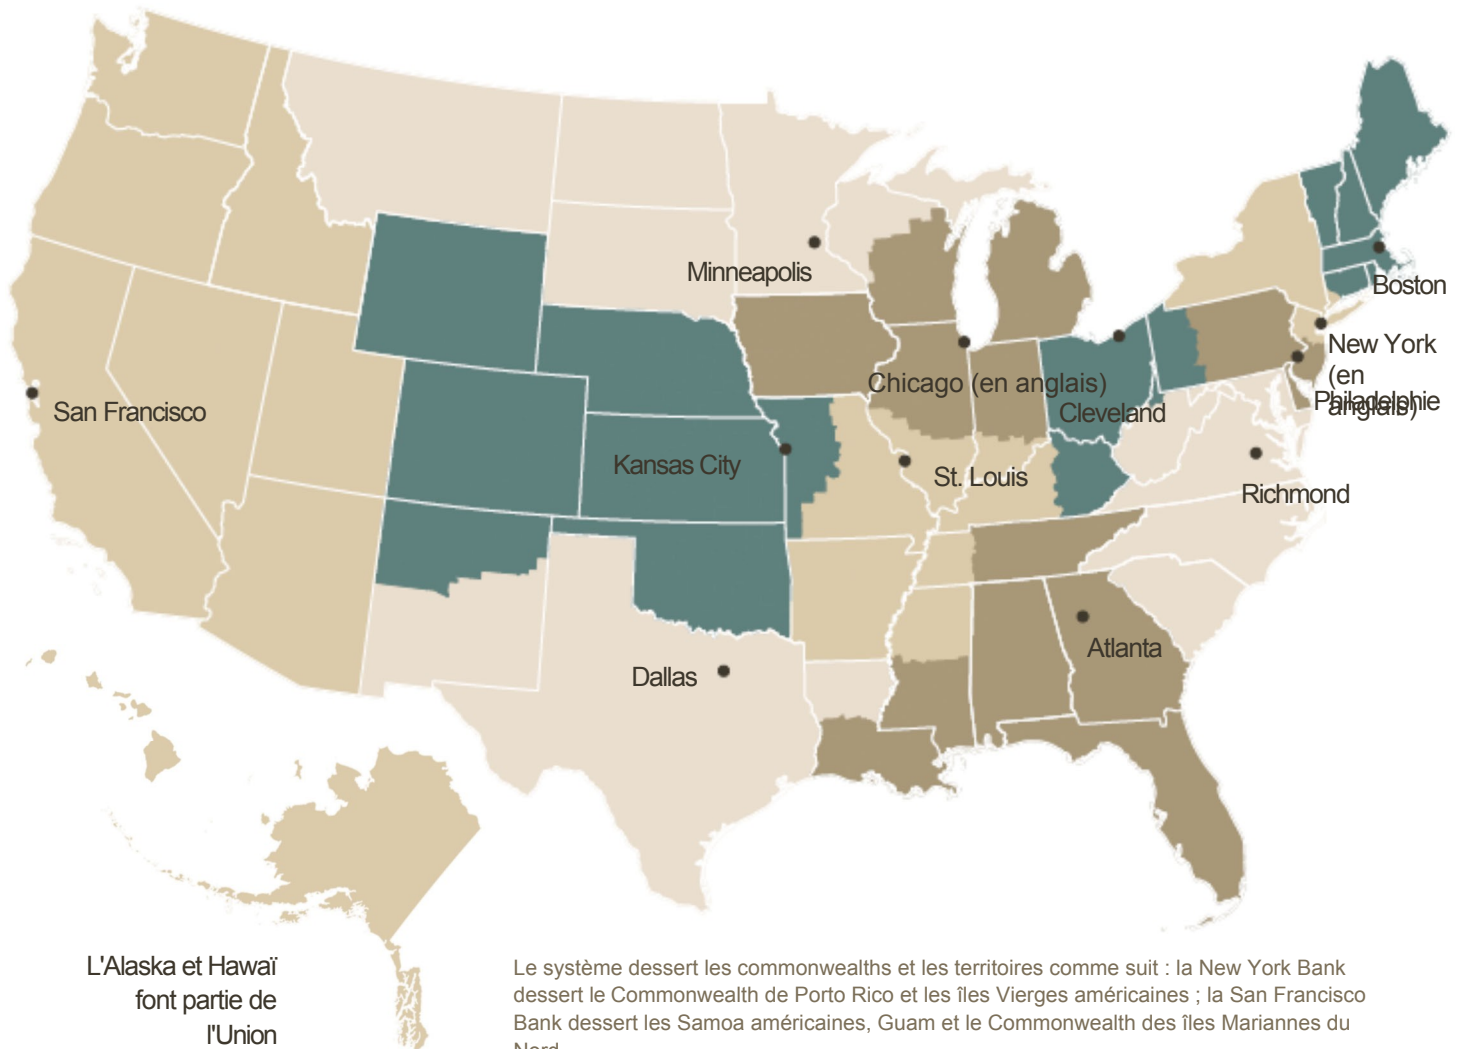 Minneapolis
Boston
New York
(en
anglais)
Philadelphie
Chicago (en anglais)
Cleveland
San Francisco
Kansas City
St. Louis
Richmond
Atlanta
Dallas
L'Alaska et Hawaï
font partie de
l'Union
Le système dessert les commonwealths et les territoires comme suit : la New York Bank
dessert le Commonwealth de Porto Rico et les îles Vierges américaines ; la San Francisco
Bank dessert les Samoa américaines, Guam et le Commonwealth des îles Mariannes du
Nord